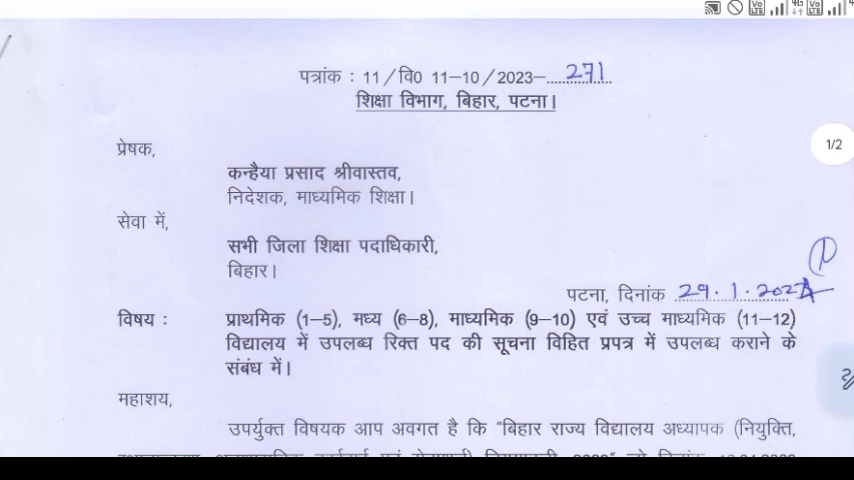 पत्रांक : 11/वि0 11–10/2023–....271....
शिक्षा विभाग, बिहार, पटना।
प्रेषक,
1/2
कन्हैया प्रसाद श्रीवास्तव,
निदेशक, माध्यमिक शिक्षा।
सेवा में,
सभी जिला शिक्षा पदाधिकारी,
बिहार।
पटना, दिनांक 29.1.2024
विषय : प्राथमिक (1–5), मध्य (6–8), माध्यमिक (9–10) एवं उच्च माध्यमिक (11–12)
विद्यालय में उपलब्ध रिक्त पद की सूचना विहित प्रपत्र में उपलब्ध कराने के
संबंध में।
महाशय,
उपर्युक्त विषयक आप अवगत है कि "बिहार राज्य विद्यालय अध्यापक (नियुक्ति,